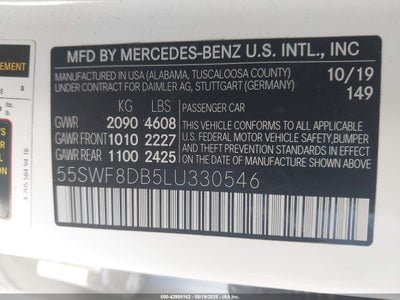 MFD BY MERCEDES-BENZ U.S. INTL., INC
MANUFACTURED IN USA (ALABAMA, TUSCALOOSA COUNTY) 10/19
UNDER CONTRACT FOR DAIMLER AG, STUTTGART (GERMANY) 149
KG LBS PASSENGER CAR
GVWR 2090 4608 THIS VEHICLE CONFORMS TO ALL APPLICABLE
GAWR FRONT 1010 2227 U.S. FEDERAL MOTOR VEHICLE SAFETY, BUMPER
GAWR REAR 1100 2425 AND THEFT PREVENTION STANDARDS IN EFFECT
ON THE DATE OF MANUFACTURE SHOWN ABOVE.
55SWF8DB5LU330546
EMENT
3